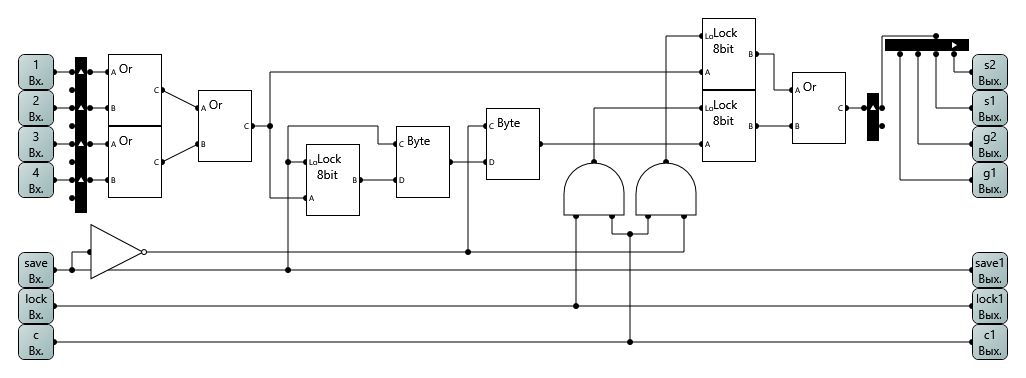 1
Вх.
2
Вх.
3
Вх.
4
Вх.
save
Вх.
lock
Вх.
c
Вх.
A Or
C
B
A Or
C
B
A Or
C
B
Lo Lock
8bit
B
A
C Byte
D
C Byte
D
Lo Lock
8bit
B
A
Lo Lock
8bit
B
A
A Or
C
B
s2
Вых.
s1
Вых.
g2
Вых.
g1
Вых.
save1
Вых.
lock1
Вых.
c1
Вых.